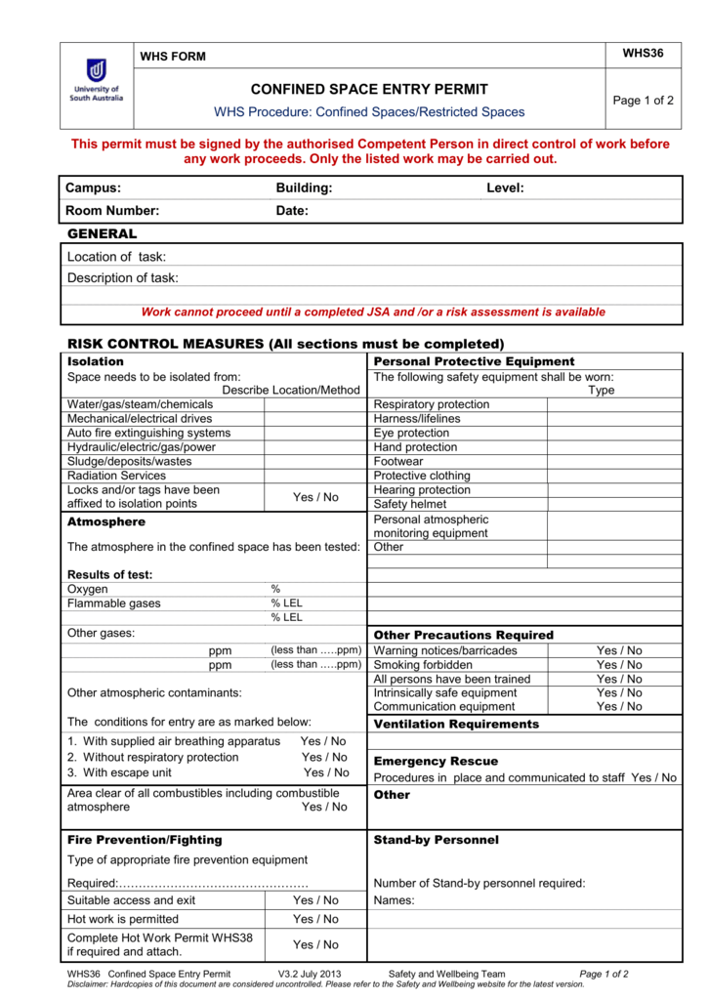 University of
South Australia
WHS FORM
WHS36
CONFINED SPACE ENTRY PERMIT
WHS Procedure: Confined Spaces/Restricted Spaces
Page 1 of 2
This permit must be signed by the authorised Competent Person in direct control of work before
any work proceeds. Only the listed work may be carried out.
Campus: Building: Level:
Room Number: Date:
GENERAL
Location of task:
Description of task:
Work cannot proceed until a completed JSA and /or a risk assessment is available
RISK CONTROL MEASURES (All sections must be completed)
Isolation
Space needs to be isolated from:
Describe Location/Method
Water/gas/steam/chemicals
Mechanical/electrical drives
Auto fire extinguishing systems
Hydraulic/electric/gas/power
Sludge/deposits/wastes
Radiation Services
Locks and/or tags have been
affixed to isolation points
Yes / No
Atmosphere
The atmosphere in the confined space has been tested:
Results of test:
Oxygen %
Flammable gases % LEL
% LEL
Other gases:
ppm (less than …..ppm)
ppm (less than …..ppm)
Other atmospheric contaminants:
The conditions for entry are as marked below:
1. With supplied air breathing apparatus Yes / No
2. Without respiratory protection Yes / No
3. With escape unit Yes / No
Area clear of all combustibles including combustible
atmosphere Yes / No
Fire Prevention/Fighting
Type of appropriate fire prevention equipment
Required:…………………………………………
Suitable access and exit Yes / No
Hot work is permitted Yes / No
Complete Hot Work Permit WHS38
if required and attach.
Yes / No
Personal Protective Equipment
The following safety equipment shall be worn:
Type
Respiratory protection
Harness/lifelines
Eye protection
Hand protection
Footwear
Protective clothing
Hearing protection
Safety helmet
Personal atmospheric
monitoring equipment
Other
Other Precautions Required
Warning notices/barricades Yes / No
Smoking forbidden Yes / No
All persons have been trained Yes / No
Intrinsically safe equipment Yes / No
Communication equipment Yes / No
Ventilation Requirements
Emergency Rescue
Procedures in place and communicated to staff Yes / No
Other
Stand-by Personnel
Number of Stand-by personnel required:
Names:
WHS36 Confined Space Entry Permit V3.2 July 2013 Safety and Wellbeing Team Page 1 of 2
Disclaimer: Hardcopies of this document are considered uncontrolled. Please refer to the Safety and Wellbeing website for the latest version.